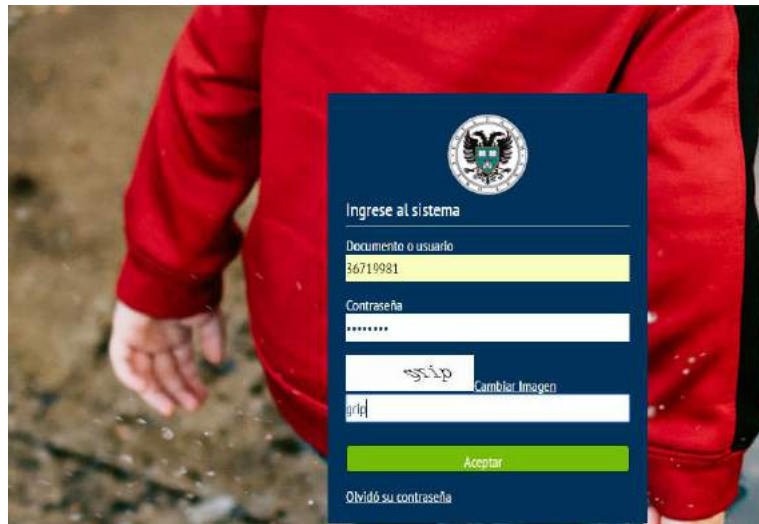 Ingrese al sistema
Documento o usuario
36719981
Contraseña
••••••••
grip
Cambiar Imagen
grip
Aceptar
Olvidó su contraseña